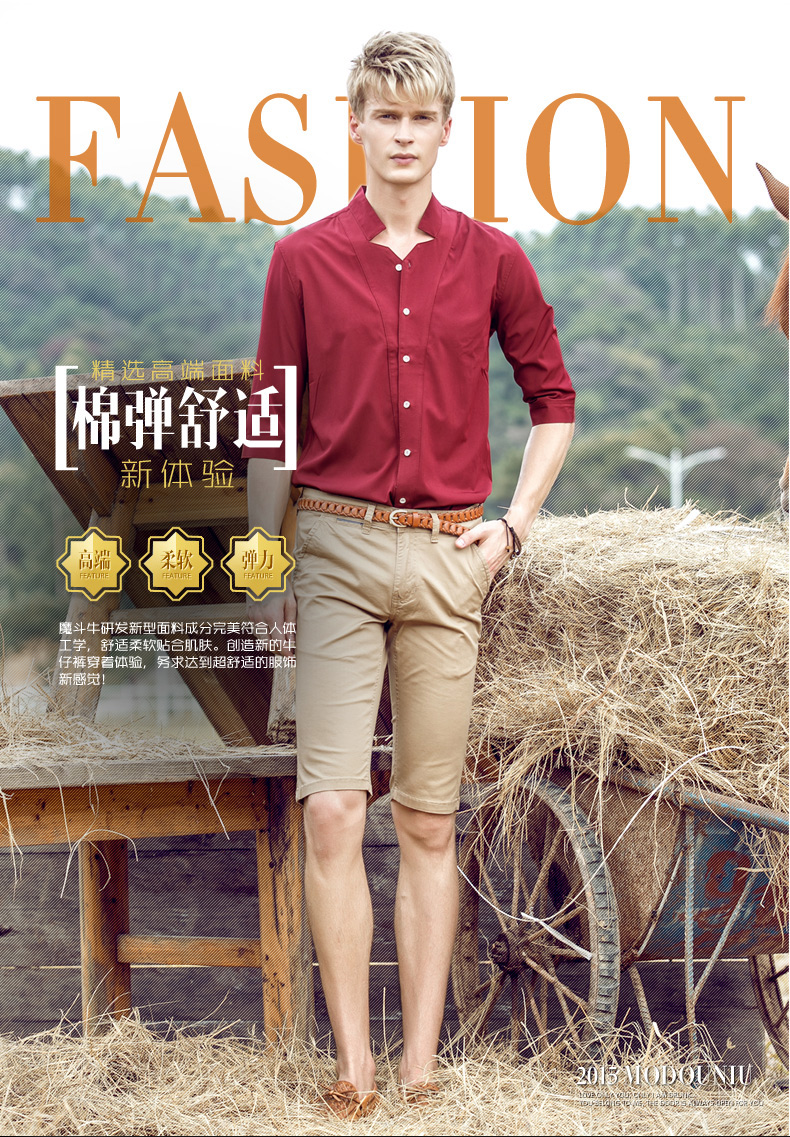 FASHION
精选高端面料
棉弹舒适
新体验
高端 柔软 弹力
FEATURE FEATURE FEATURE
魔斗牛研发新型面料成分完美符合人体
工学，舒适柔软贴合肌肤。创造新的牛
仔裤穿着体验，务求达到超舒适的服饰
新感觉！
2015 MODOUNIU